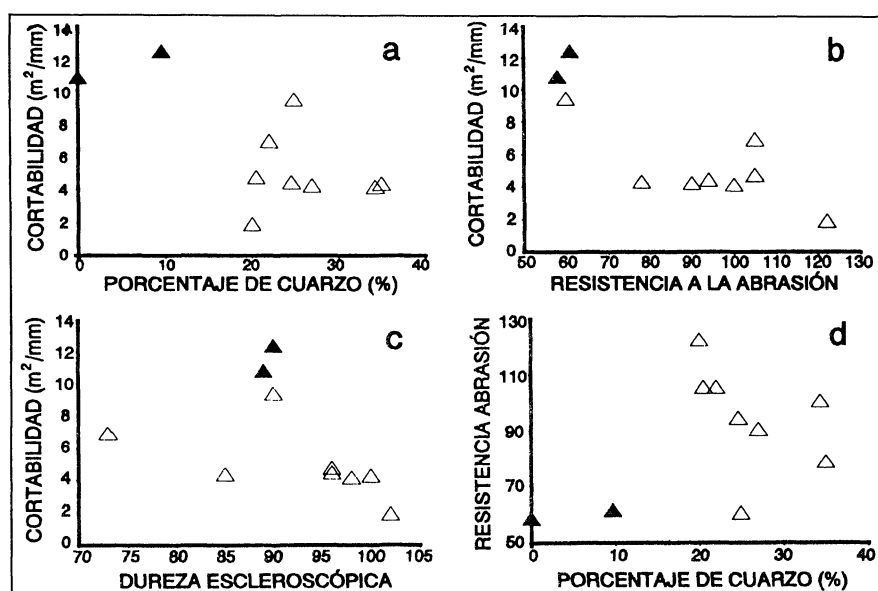 a
CORTABILIDAD (m²/mm)
14
12
10
8
6
4
2
0
0 10 20 30 40
PORCENTAJE DE CUARZO (%)
b
CORTABILIDAD (m²/mm)
14
12
10
8
6
4
2
0
50 60 70 80 90 100 110 120 130
RESISTENCIA A LA ABRASIÓN
c
CORTABILIDAD (m²/mm)
14
12
10
8
6
4
2
0
70 75 80 85 90 95 100 105
DUREZA ESCLEROSCÓPICA
d
RESISTENCIA ABRASIÓN
130
110
90
70
50
0 10 20 30 40
PORCENTAJE DE CUARZO (%)